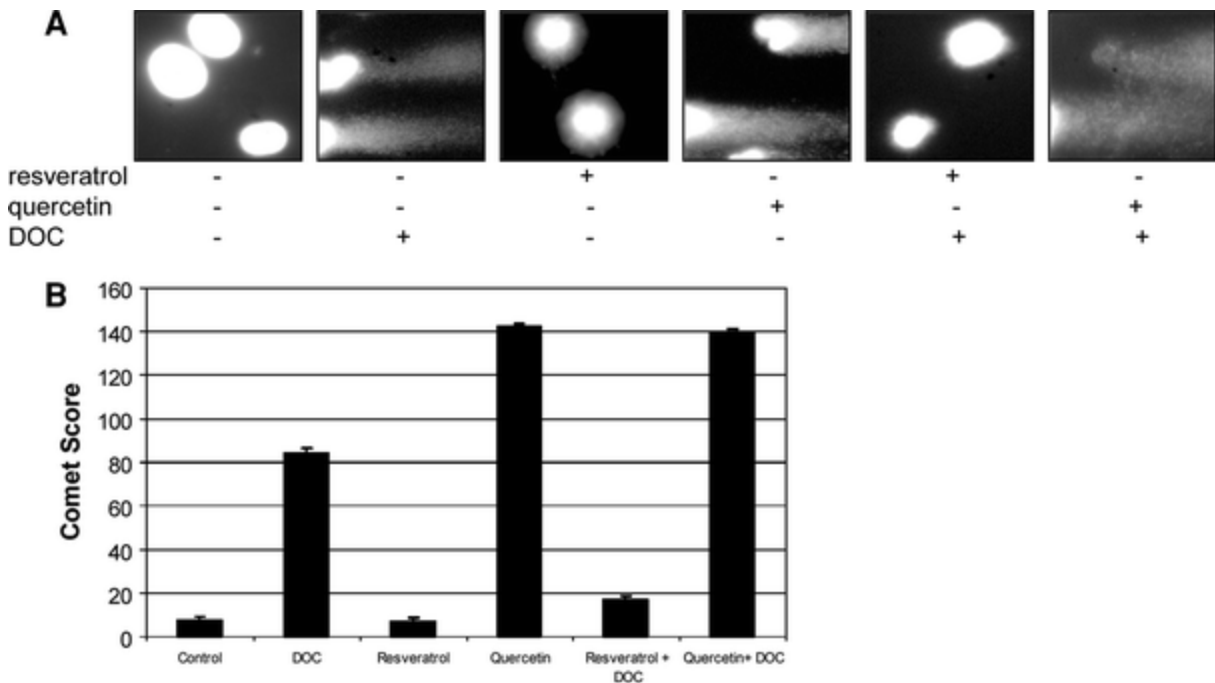 A
resveratrol - - + - + -
quercetin - - - + - +
DOC - + - - + +
B
Comet Score
160
140
120
100
80
60
40
20
0
Control DOC Resveratrol Quercetin Resveratrol + Quercetin+ DOC
DOC